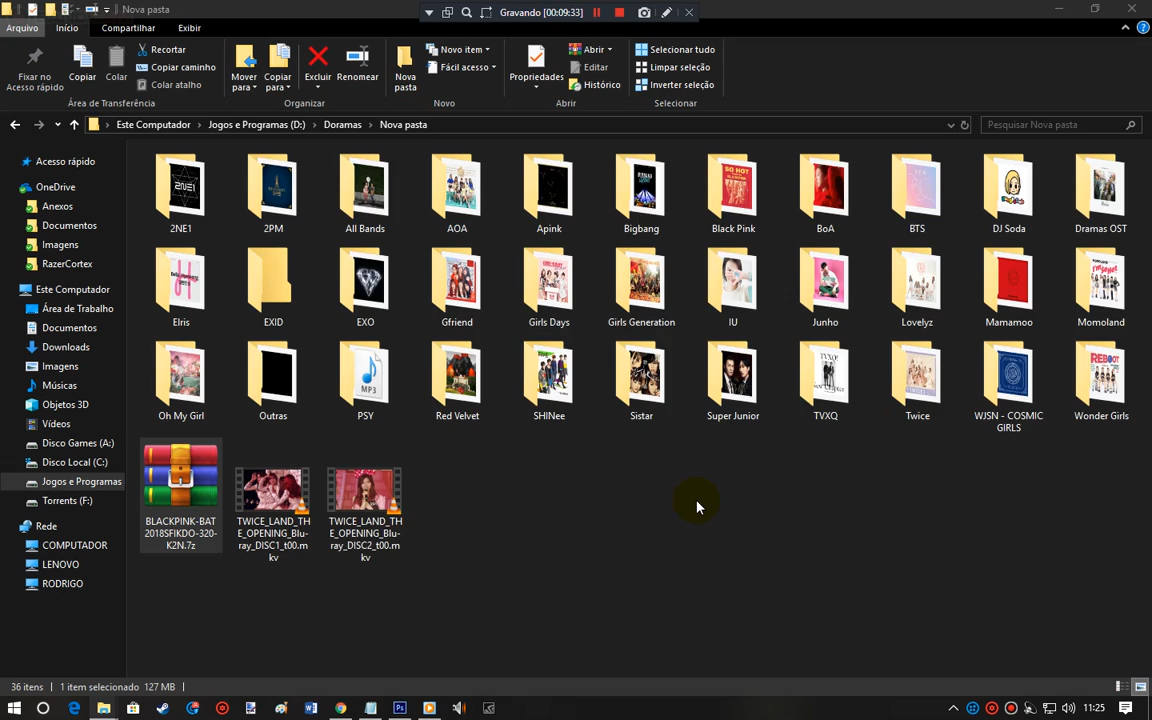 Nova pasta
Gravando [00:09:33]
Arquivo Início Compartilhar Exibir
Fixar no Acesso rápido
Copiar
Colar
Recortar
Copiar caminho
Colar atalho
Área de Transferência
Mover para
Copiar para
Excluir
Renomear
Organizar
Nova pasta
Novo item
Fácil acesso
Novo
Propriedades
Abrir
Editar
Histórico
Abrir
Selecionar tudo
Limpar seleção
Inverter seleção
Selecionar
Este Computador > Jogos e Programas (D:) > Doramas > Nova pasta
Pesquisar Nova pasta
Acesso rápido
OneDrive
Anexos
Documentos
Imagens
RazerCortex
Este Computador
Área de Trabalho
Documentos
Downloads
Imagens
Músicas
Objetos 3D
Vídeos
Disco Games (A:)
Disco Local (C:)
Jogos e Programas
Torrents (F:)
Rede
COMPUTADOR
LENOVO
RODRIGO
2NE1 2PM All Bands AOA Apink Bigbang Black Pink BoA BTS DJ Soda Dramas OST
Elris EXID EXO Gfriend Girls Days Girls Generation IU Junho Lovelyz Mamamoo Momoland
MP3
Oh My Girl Outras PSY Red Velvet SHINee Sistar Super Junior TVXQ Twice WJSN - COSMIC GIRLS Wonder Girls
BLACKPINK-BAT
2018SFIKDO-320-
K2N.7z
TWICE_LAND_TH
E_OPENING_Blu-
ray_DISC1_t00.m
kv
TWICE_LAND_TH
E_OPENING_Blu-
ray_DISC2_t00.m
kv
36 itens 1 item selecionado 127 MB
11:25